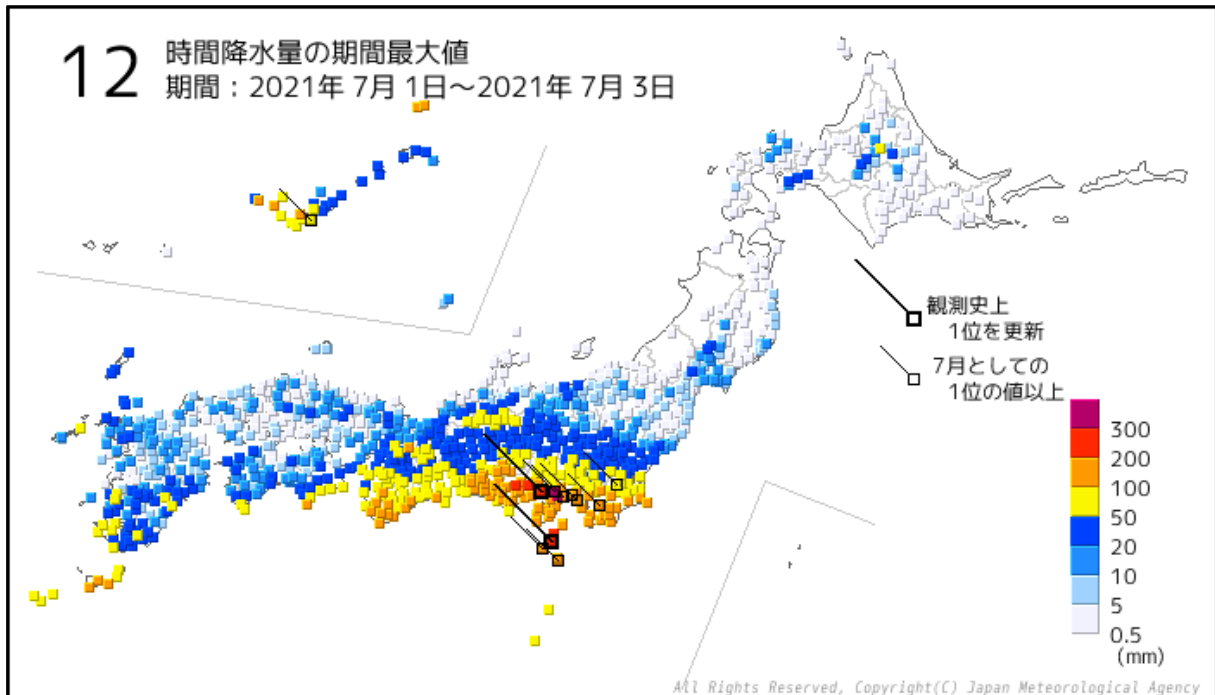 12 時間降水量の期間最大値
期間：2021年 7月 1日～2021年 7月 3日
観測史上
1位を更新
7月としての
1位の値以上
300
200
100
50
20
10
5
0.5
(mm)
All Rights Reserved, Copyright(C) Japan Meteorological Agency